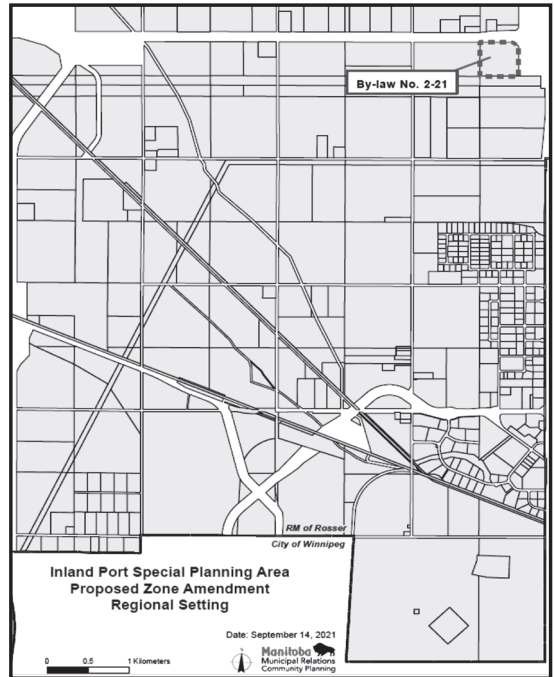 By-law No. 2-21
RM of Rosser
City of Winnipeg
Inland Port Special Planning Area
Proposed Zone Amendment
Regional Setting
Date: September 14, 2021
0 0.5 1 Kilometers
N
Manitoba
Municipal Relations
Community Planning